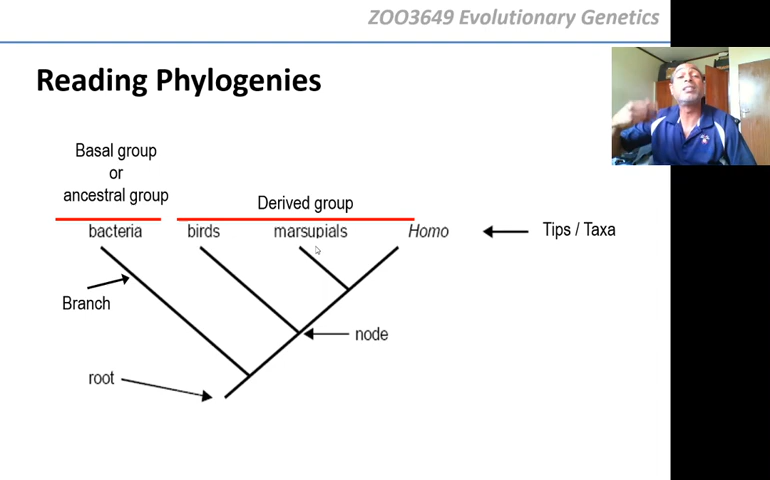 ZOO3649 Evolutionary Genetics
Reading Phylogenies
Basal group
or
ancestral group
Derived group
bacteria
birds
marsupials
Homo
Tips / Taxa
Branch
node
root